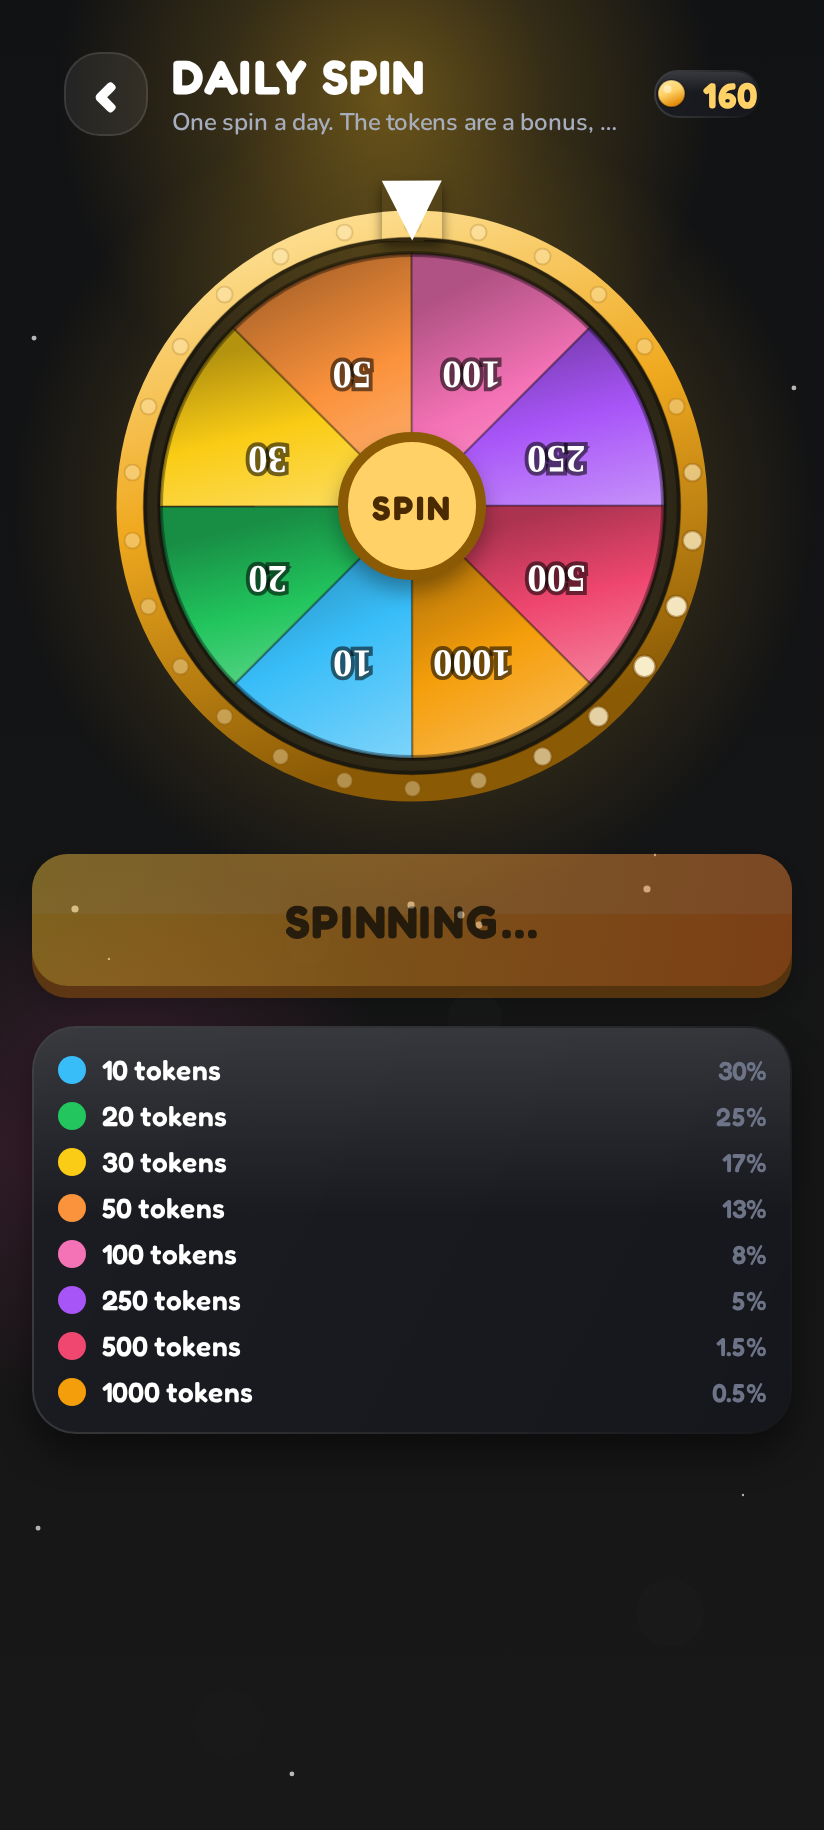 DAILY SPIN
One spin a day. The tokens are a bonus, ...
160
50
100
30
250
SPIN
20
500
10
1000
SPINNING...
10 tokens 30%
20 tokens 25%
30 tokens 17%
50 tokens 13%
100 tokens 8%
250 tokens 5%
500 tokens 1.5%
1000 tokens 0.5%